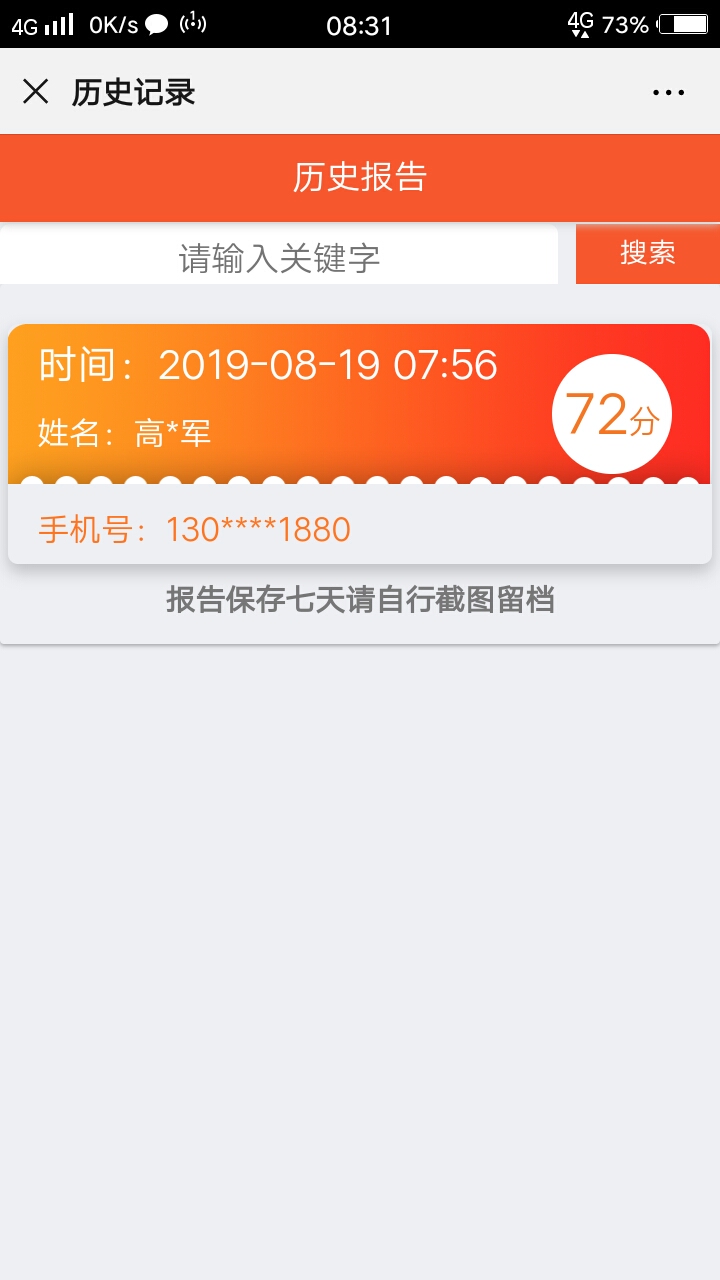 4G 0K/s 08:31 4G 73%
历史记录
历史报告
请输入关键字 搜索
时间：2019-08-19 07:56
姓名：高*军
72分
手机号：130****1880
报告保存七天请自行截图留档